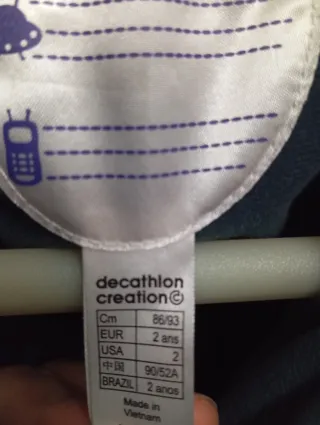 decathlon
creation©
Cm 86/93
EUR 2 ans
USA 2
中国 90/52A
BRAZIL 2 anos
Made in
Vietnam